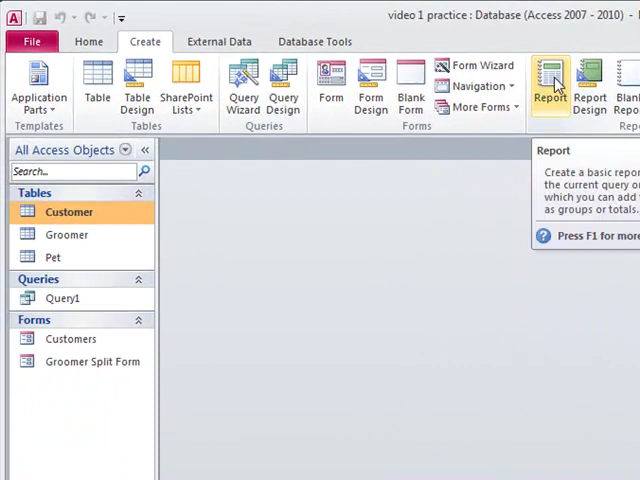 video 1 practice : Database (Access 2007 - 2010) -
File Home Create External Data Database Tools
Application Parts Table Table Design SharePoint Lists Query Wizard Query Design Form Form Design Blank Form Form Wizard Navigation More Forms Report Report Design Blank
Templates Tables Queries Forms
All Access Objects
Search...
Tables
Customer
Groomer
Pet
Queries
Query1
Forms
Customers
Groomer Split Form
Report
Create a basic
the current query o
which you can add
as groups or totals.
Press F1 for more